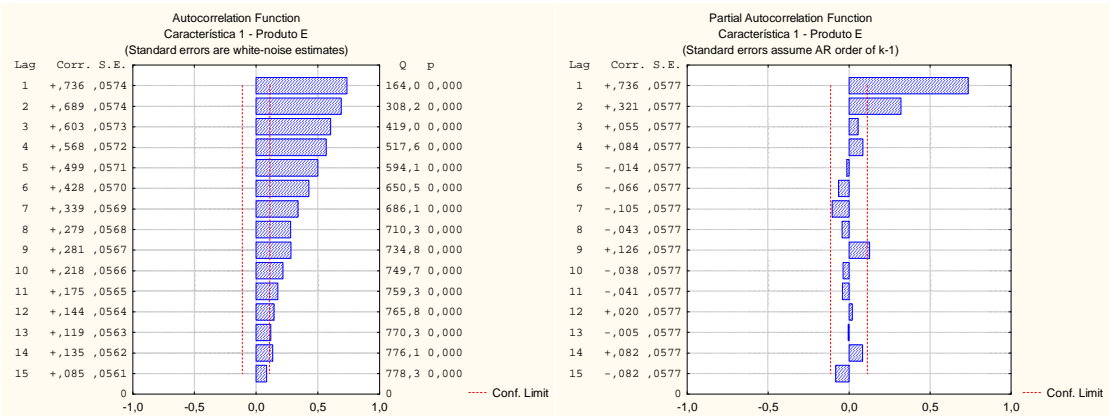 Autocorrelation Function
Característica 1 - Produto E
(Standard errors are white-noise estimates)
Lag Corr. S.E. Q p
1 +,736 ,0574 164,0 0,000
2 +,689 ,0574 308,2 0,000
3 +,603 ,0573 419,0 0,000
4 +,568 ,0572 517,6 0,000
5 +,499 ,0571 594,1 0,000
6 +,428 ,0570 650,5 0,000
7 +,339 ,0569 686,1 0,000
8 +,279 ,0568 710,3 0,000
9 +,281 ,0567 734,8 0,000
10 +,218 ,0566 749,7 0,000
11 +,175 ,0565 759,3 0,000
12 +,144 ,0564 765,8 0,000
13 +,119 ,0563 770,3 0,000
14 +,135 ,0562 776,1 0,000
15 +,085 ,0561 778,3 0,000
0 0
-1,0 -0,5 0,0 0,5 1,0
Conf. Limit
Partial Autocorrelation Function
Característica 1 - Produto E
(Standard errors assume AR order of k-1)
Lag Corr. S.E.
1 +,736 ,0577
2 +,321 ,0577
3 +,055 ,0577
4 +,084 ,0577
5 -,014 ,0577
6 -,066 ,0577
7 -,105 ,0577
8 -,043 ,0577
9 +,126 ,0577
10 -,038 ,0577
11 -,041 ,0577
12 +,020 ,0577
13 -,005 ,0577
14 +,082 ,0577
15 -,082 ,0577
0 0
-1,0 -0,5 0,0 0,5 1,0
Conf. Limit